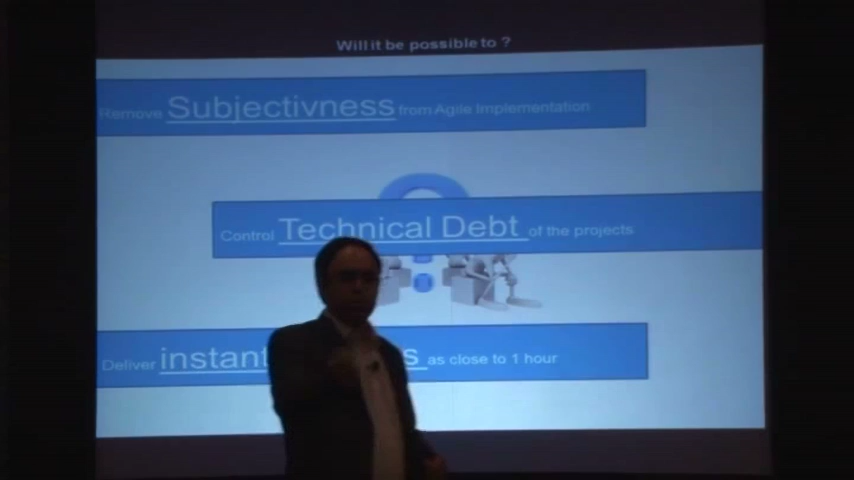 Will it be possible to ?
Remove Subjectivness from Agile Implementation
Control Technical Debt of the projects
Deliver instant as close to 1 hour